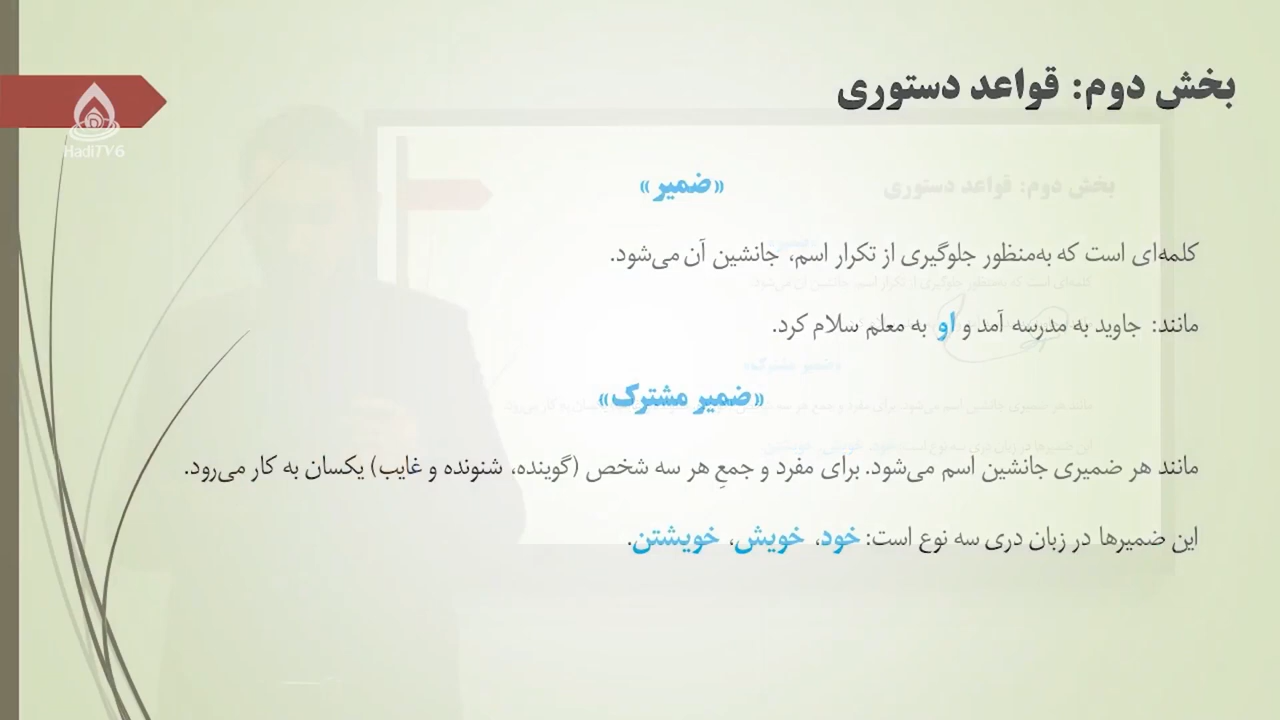 بخش دوم: قواعد دستوری
HadiTV6
«ضمیر»
کلمه‌ای است که به‌منظور جلوگیری از تکرار اسم، جانشین آن می‌شود.
مانند: جاوید به مدرسه آمد و او به معلم سلام کرد.
«ضمیر مشترک»
مانند هر ضمیری جانشین اسم می‌شود. برای مفرد و جمعِ هر سه شخص (گوینده، شنونده و غایب) یکسان به کار می‌رود.
این ضمیرها در زبان دری سه نوع است: خود، خویش، خویشتن.